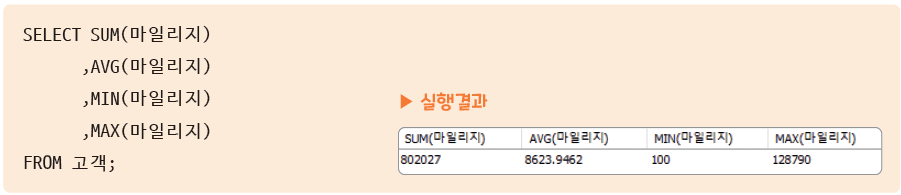 SELECT SUM(마일리지)
,AVG(마일리지)
,MIN(마일리지)
,MAX(마일리지)
FROM 고객;
▶ 실행결과
SUM(마일리지) AVG(마일리지) MIN(마일리지) MAX(마일리지)
802027 8623.9462 100 128790